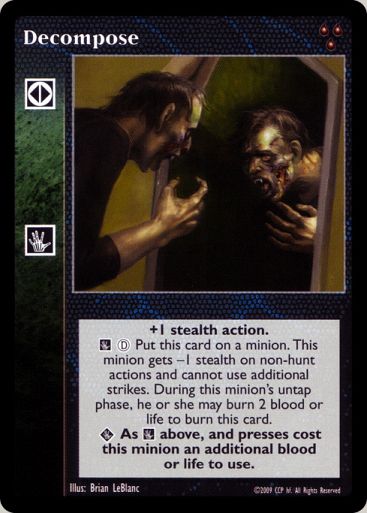 Decompose
+1 stealth action.
Ⓓ Put this card on a minion. This
minion gets –1 stealth on non-hunt
actions and cannot use additional
strikes. During this minion's untap
phase, he or she may burn 2 blood or
life to burn this card.
As above, and presses cost
this minion an additional blood
or life to use.
Illus: Brian LeBlanc ©2009 CCP hf. All Rights Reserved